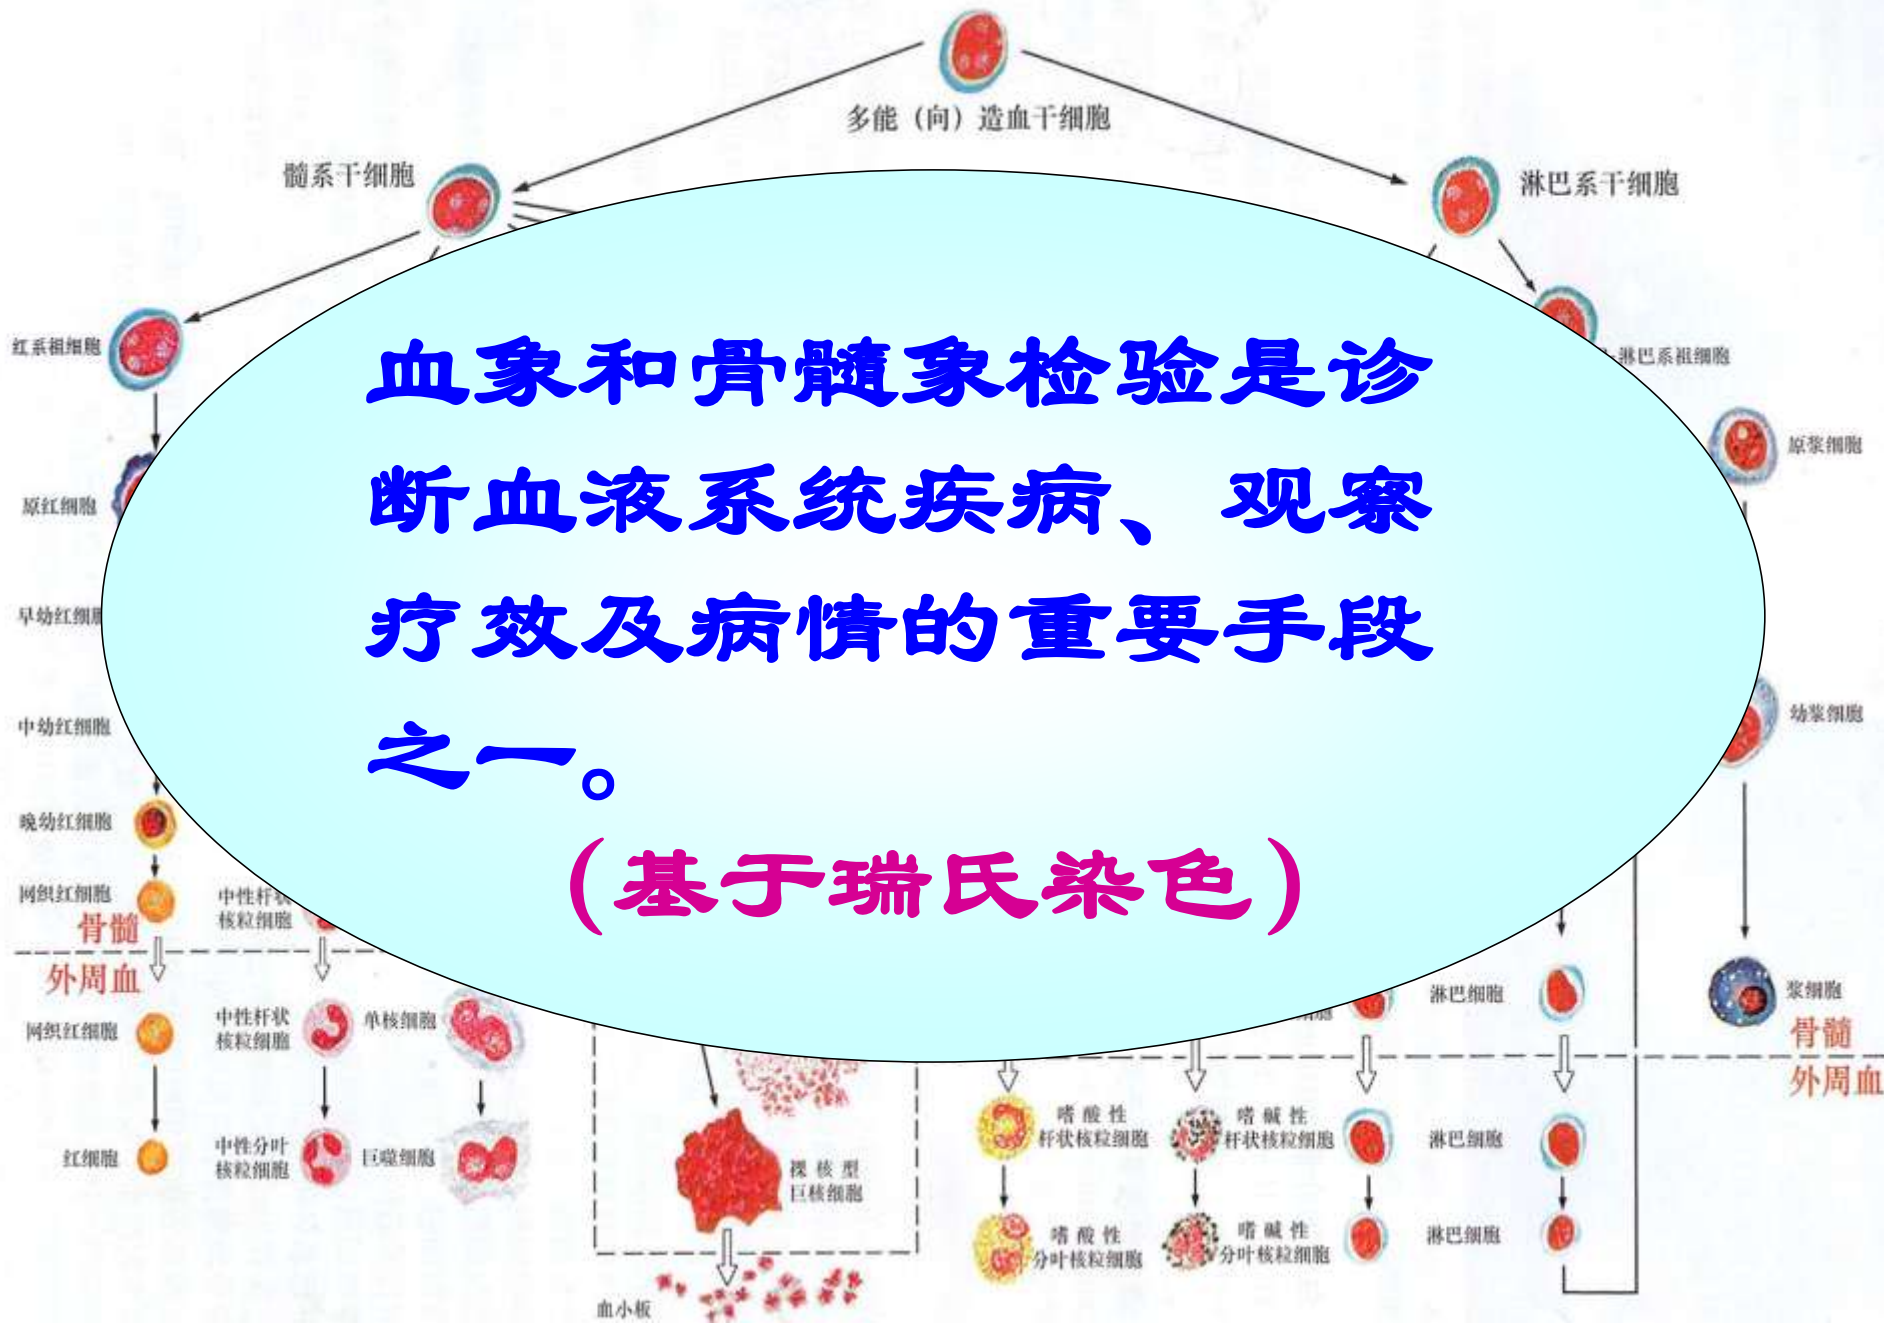 多能（向）造血干细胞
髓系干细胞
淋巴系干细胞
红系祖细胞
淋巴系祖细胞
血象和骨髓象检验是诊
断血液系统疾病、观察
疗效及病情的重要手段
之一。
（基于瑞氏染色）
原红细胞
早幼红细胞
中幼红细胞
晚幼红细胞
网织红细胞
骨髓
外周血
网织红细胞
红细胞
中性杆状
核粒细胞
中性杆状
核粒细胞
中性分叶
核粒细胞
单核细胞
巨噬细胞
裸核型
巨核细胞
血小板
嗜酸性
杆状核粒细胞
嗜酸性
分叶核粒细胞
嗜碱性
杆状核粒细胞
嗜碱性
分叶核粒细胞
淋巴细胞
淋巴细胞
淋巴细胞
原浆细胞
幼浆细胞
浆细胞
骨髓
外周血